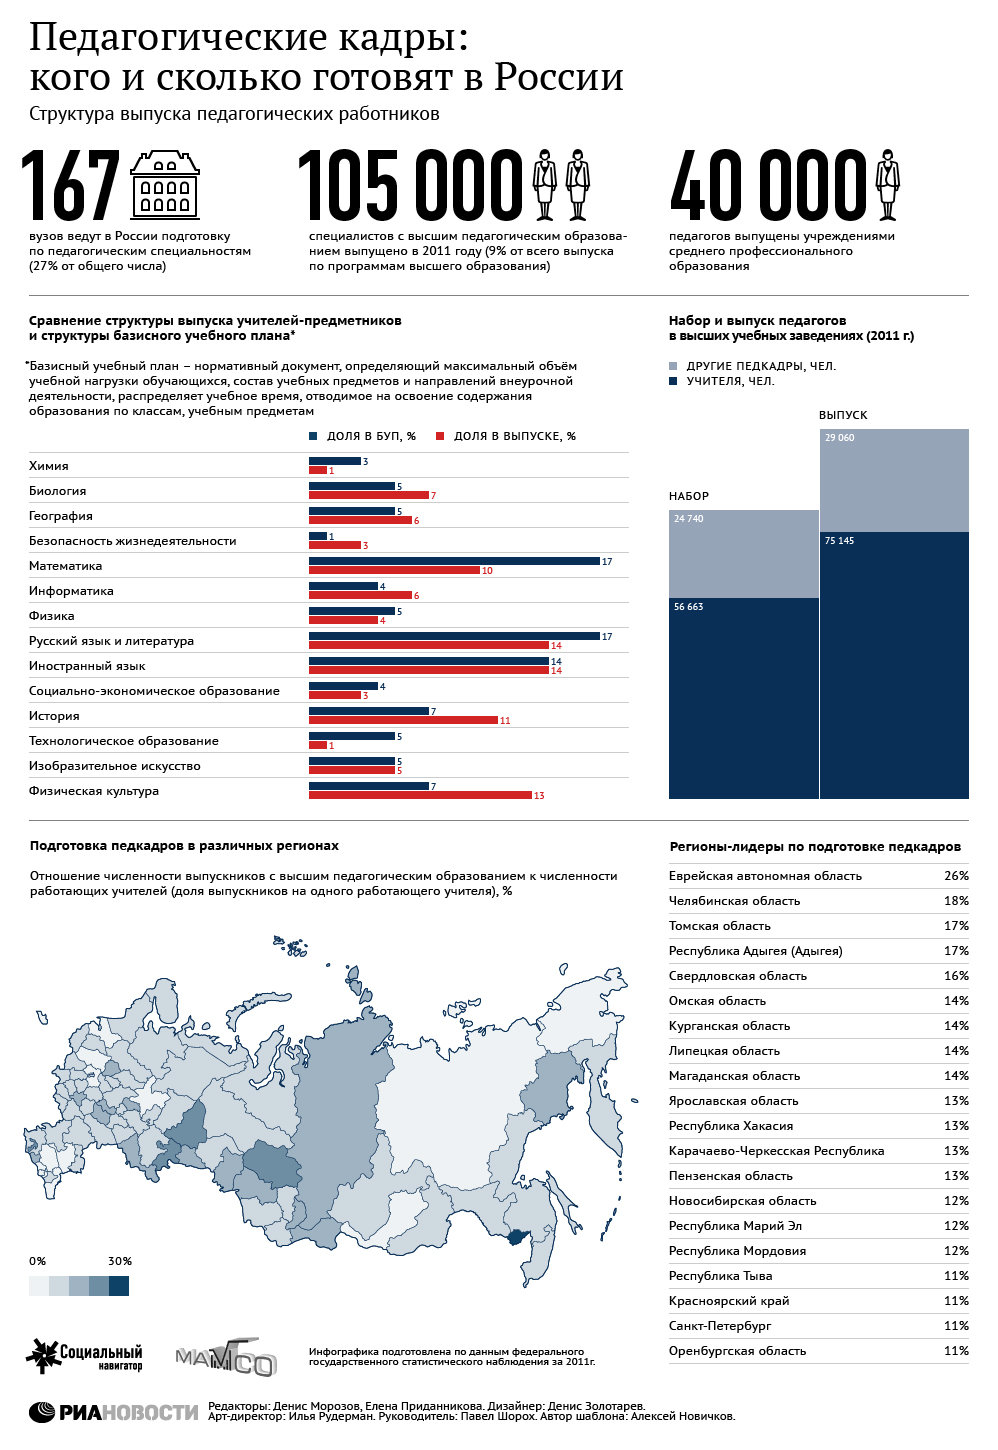 Педагогические кадры:
кого и сколько готовят в России
Структура выпуска педагогических работников
167
вузов ведут в России подготовку
по педагогическим специальностям
(27% от общего числа)
105 000
специалистов с высшим педагогическим образова-
нием выпущено в 2011 году (9% от всего выпуска
по программам высшего образования)
40 000
педагогов выпущены учреждениями
среднего профессионального
образования
Сравнение структуры выпуска учителей-предметников
и структуры базисного учебного плана*
*Базисный учебный план – нормативный документ, определяющий максимальный объём
учебной нагрузки обучающихся, состав учебных предметов и направлений внеурочной
деятельности, распределяет учебное время, отводимое на освоение содержания
образования по классам, учебным предметам
ДОЛЯ В БУП, % ДОЛЯ В ВЫПУСКЕ, %
Химия 3 1
Биология 5 7
География 5 6
Безопасность жизнедеятельности 1 3
Математика 17 10
Информатика 4 6
Физика 5 4
Русский язык и литература 17 14
Иностранный язык 14 14
Социально-экономическое образование 4 3
История 7 11
Технологическое образование 5 1
Изобразительное искусство 5 5
Физическая культура 7 13
Набор и выпуск педагогов
в высших учебных заведениях (2011 г.)
ДРУГИЕ ПЕДКАДРЫ, ЧЕЛ.
УЧИТЕЛЯ, ЧЕЛ.
ВЫПУСК
29 060
НАБОР
24 740
75 145
56 663
Подготовка педкадров в различных регионах
Отношение численности выпускников с высшим педагогическим образованием к численности
работающих учителей (доля выпускников на одного работающего учителя), %
0% 30%
Регионы-лидеры по подготовке педкадров
Еврейская автономная область 26%
Челябинская область 18%
Томская область 17%
Республика Адыгея (Адыгея) 17%
Свердловская область 16%
Омская область 14%
Курганская область 14%
Липецкая область 14%
Магаданская область 14%
Ярославская область 13%
Республика Хакасия 13%
Карачаево-Черкесская Республика 13%
Пензенская область 13%
Новосибирская область 12%
Республика Марий Эл 12%
Республика Мордовия 12%
Республика Тыва 11%
Красноярский край 11%
Санкт-Петербург 11%
Оренбургская область 11%
Социальный
навигатор
МАМСО
Инфографика подготовлена по данным федерального
государственного статистического наблюдения за 2011г.
РИАНОВОСТИ
Редакторы: Денис Морозов, Елена Приданникова. Дизайнер: Денис Золотарев.
Арт-директор: Илья Рудерман. Руководитель: Павел Шорох. Автор шаблона: Алексей Новичков.